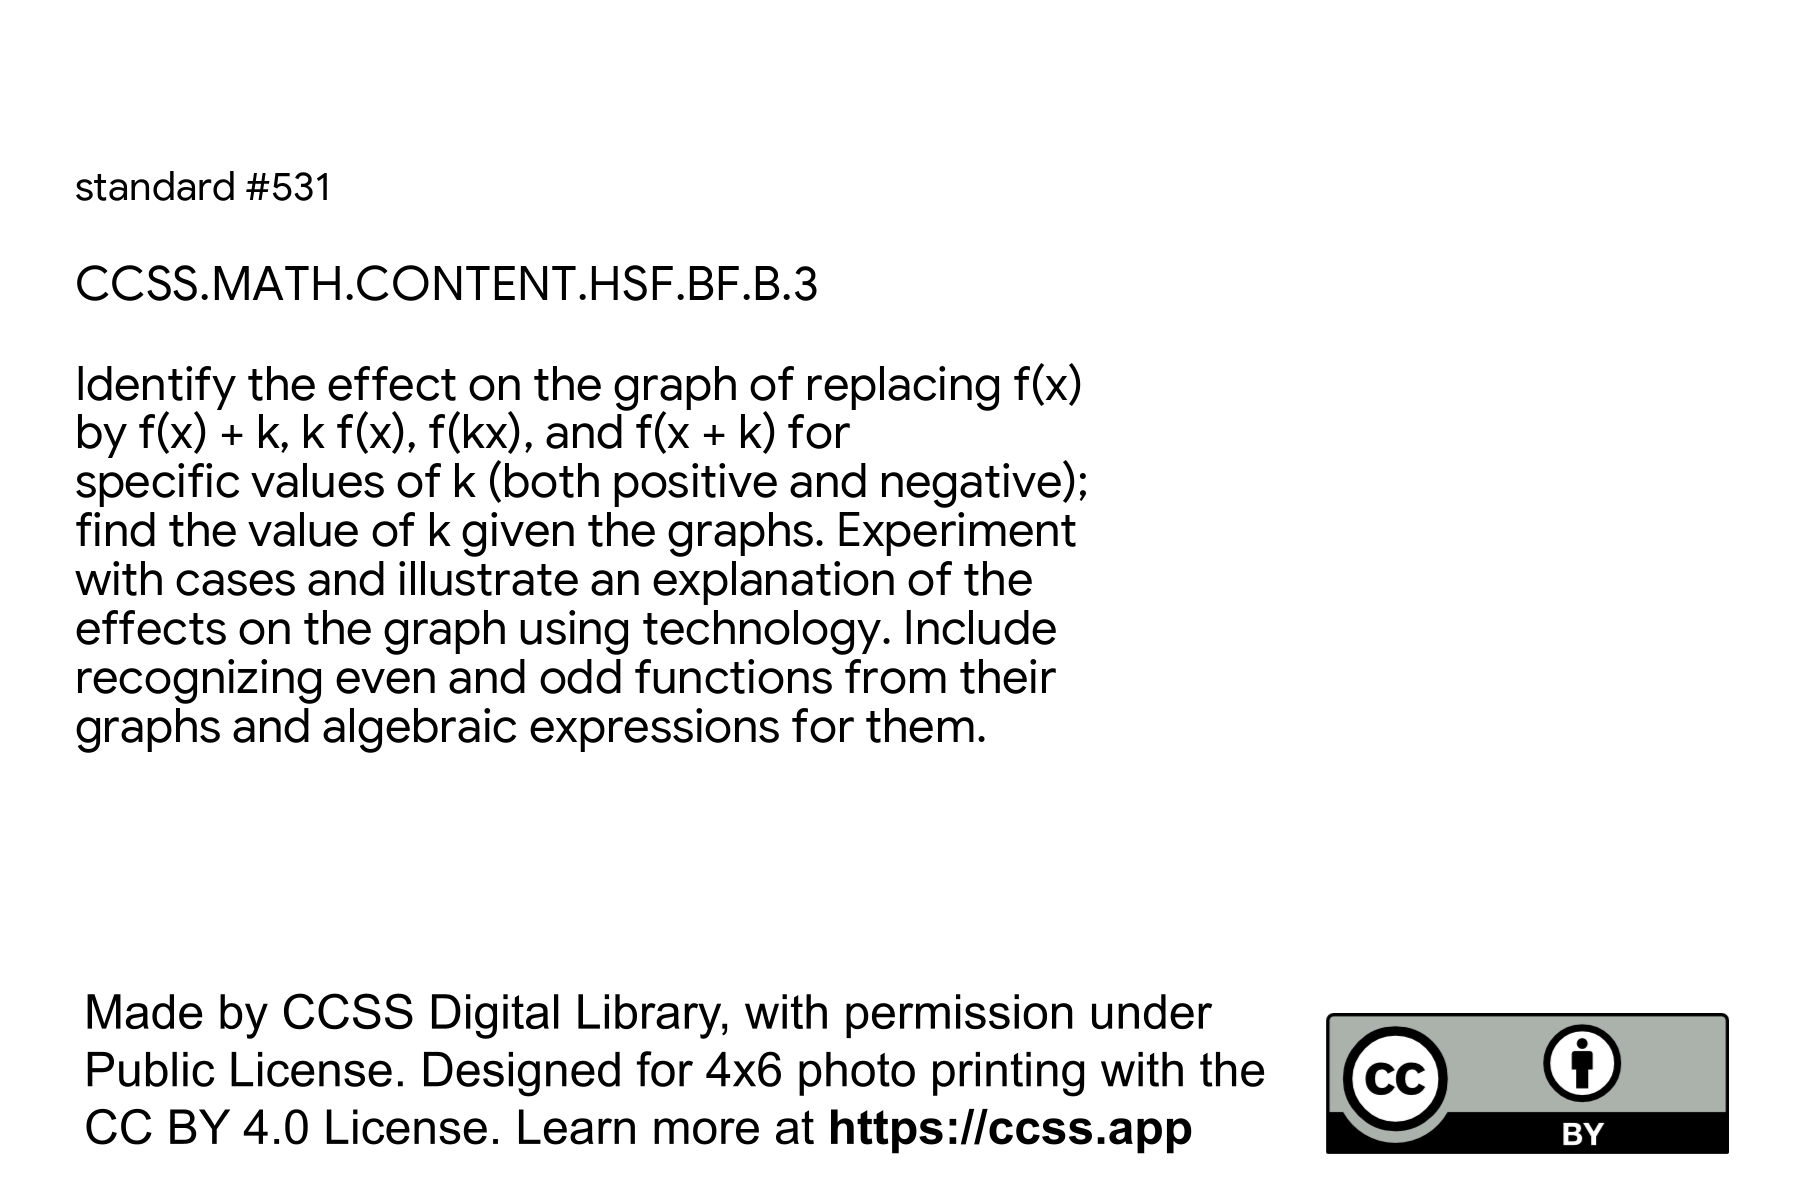 standard #531
CCSS.MATH.CONTENT.HSF.BF.B.3
Identify the effect on the graph of replacing f(x)
by f(x) + k, k f(x), f(kx), and f(x + k) for
specific values of k (both positive and negative);
find the value of k given the graphs. Experiment
with cases and illustrate an explanation of the
effects on the graph using technology. Include
recognizing even and odd functions from their
graphs and algebraic expressions for them.
Made by CCSS Digital Library, with permission under
Public License. Designed for 4x6 photo printing with the
CC BY 4.0 License. Learn more at https://ccss.app
CC
BY